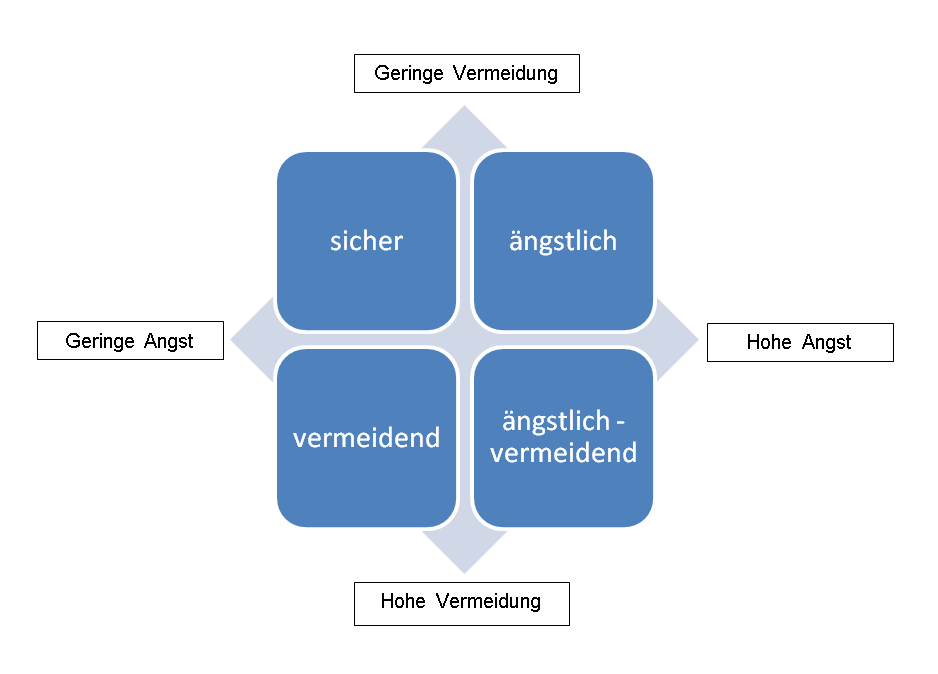 Geringe Vermeidung
sicher
ängstlich
Geringe Angst
Hohe Angst
vermeidend
ängstlich -
vermeidend
Hohe Vermeidung